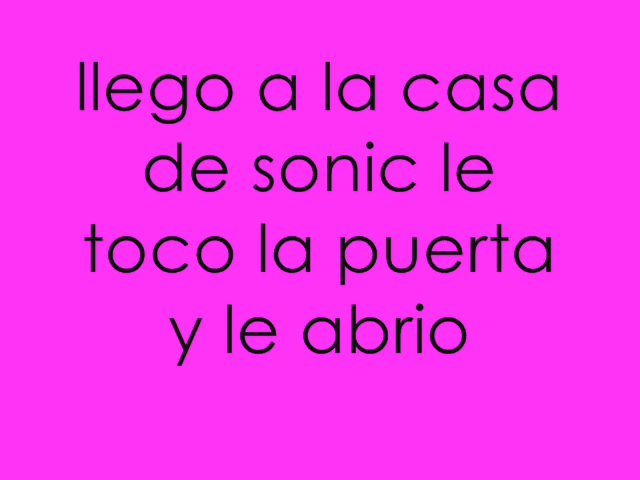 llego a la casa
de sonic le
toco la puerta
y le abrio